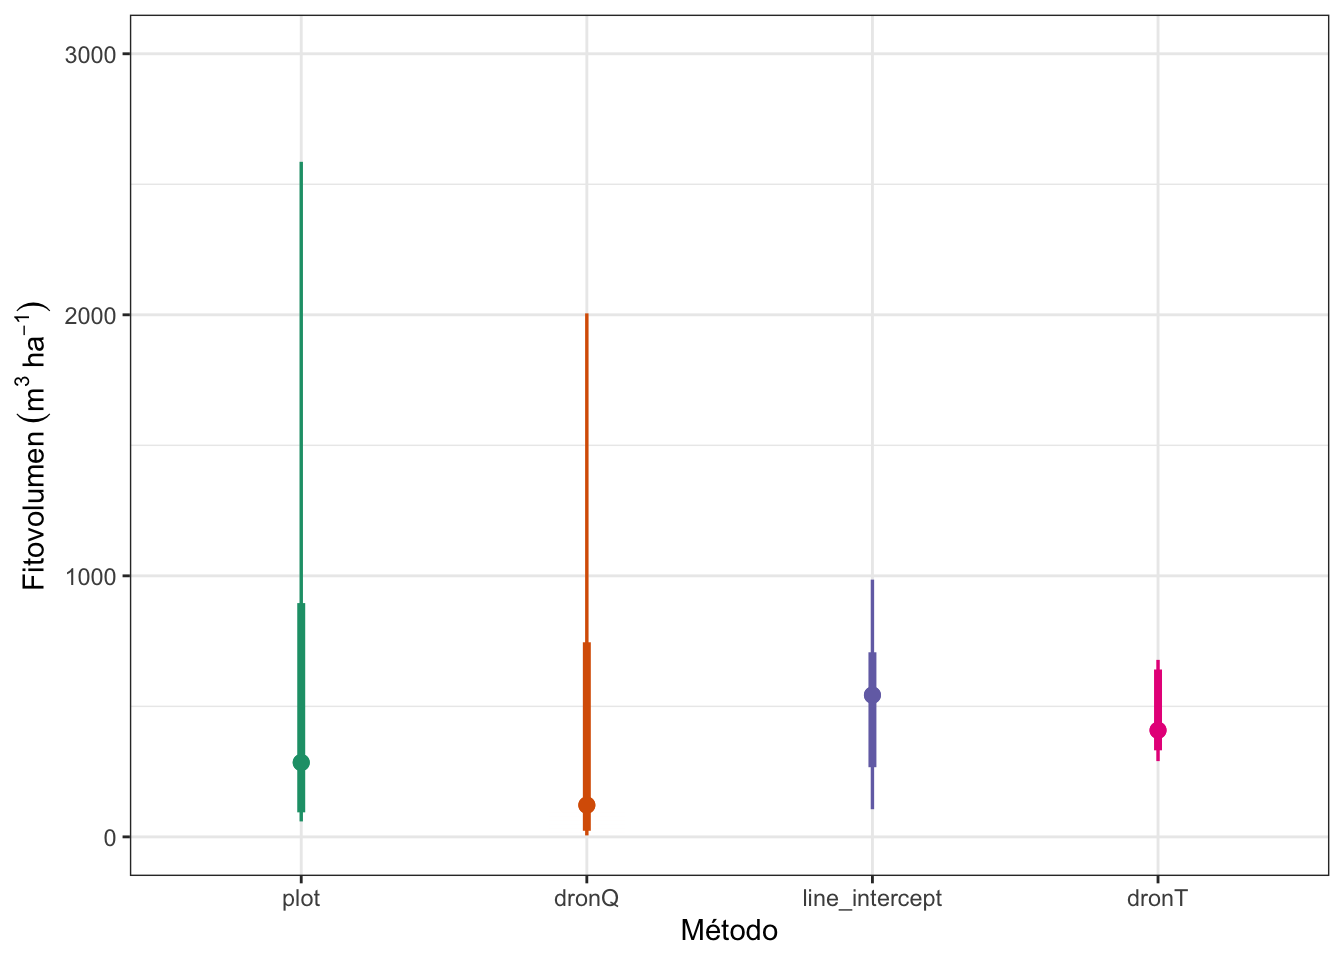 Fitovolumen (m³ ha⁻¹)
3000
2000
1000
0
plot
dronQ
line_intercept
dronT
Método